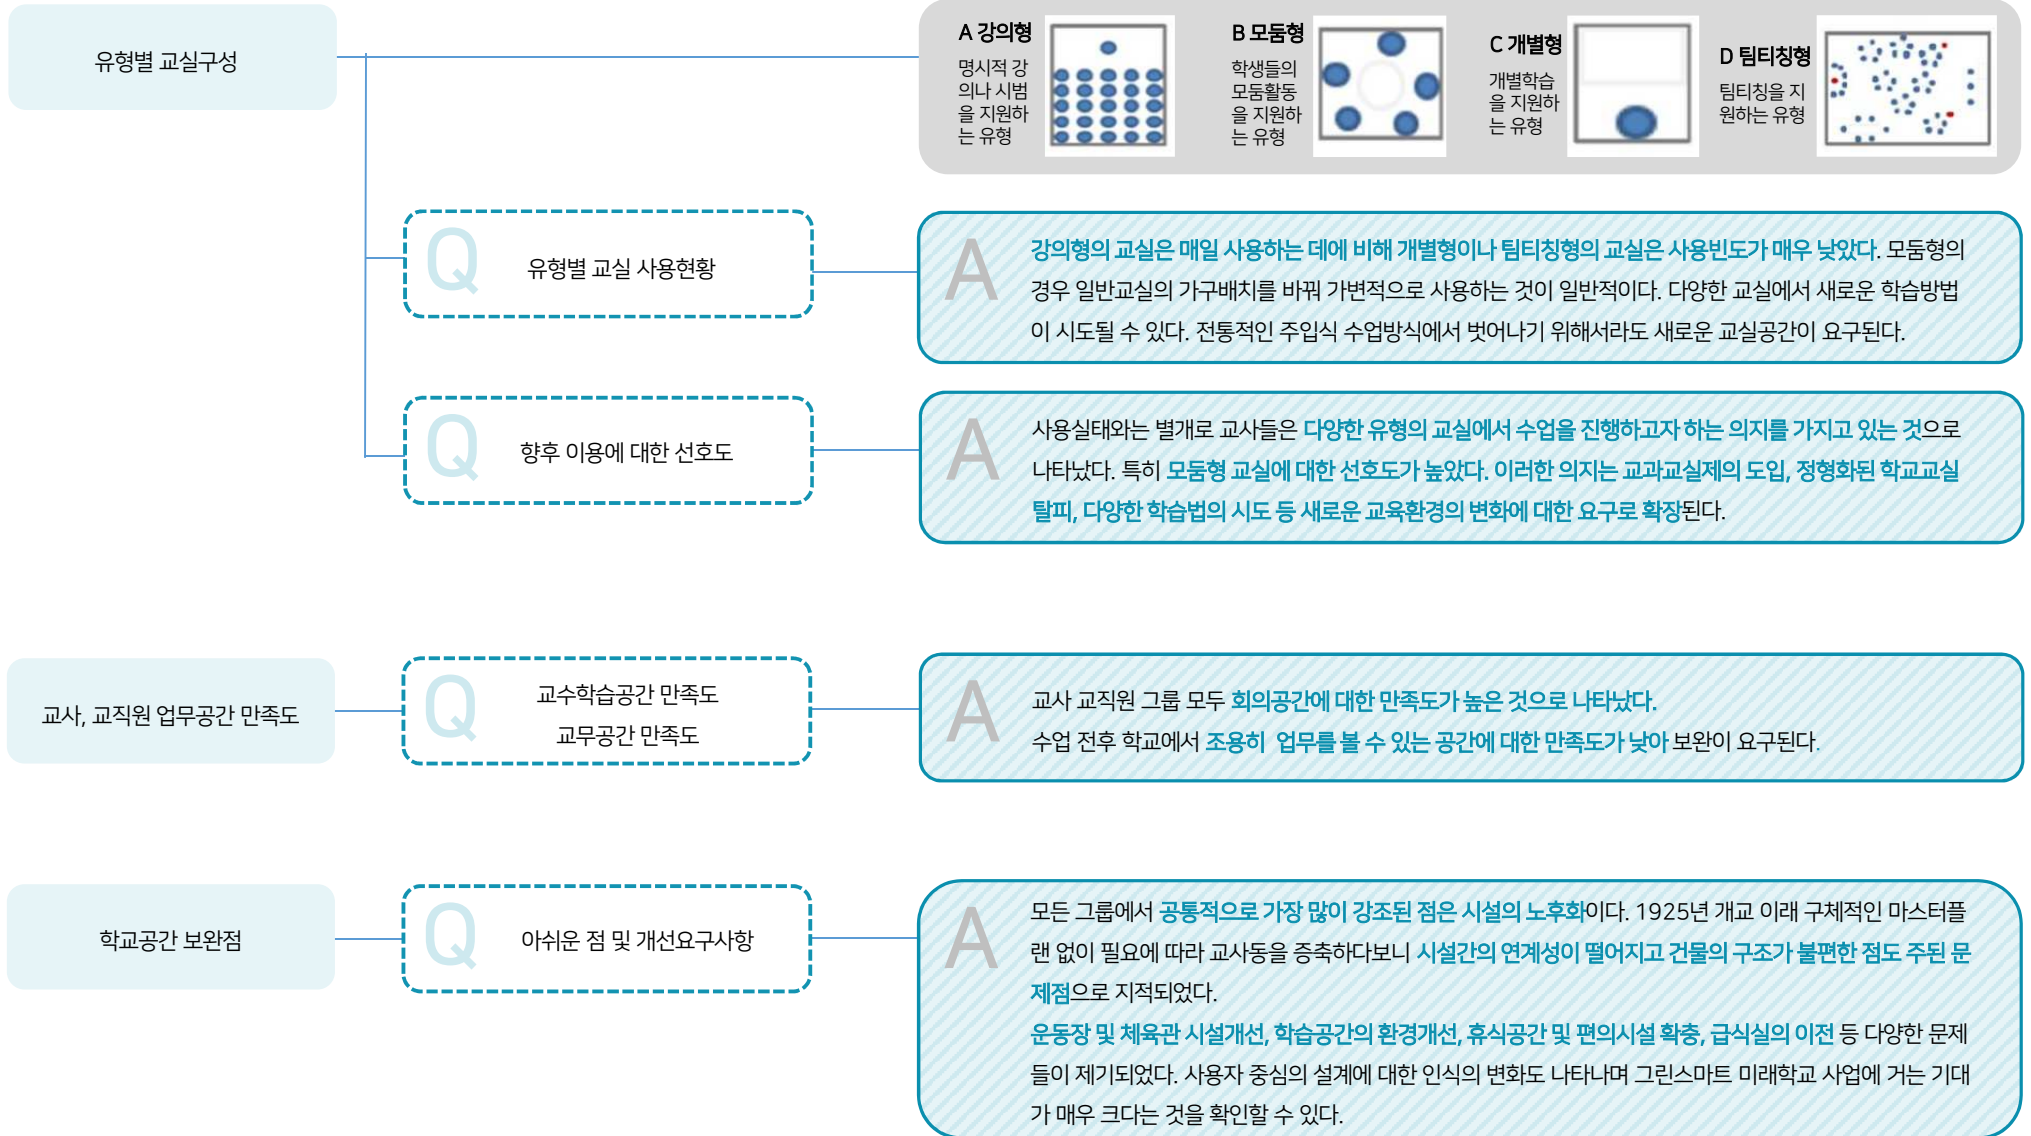 유형별 교실구성
A 강의형
명시적 강
의나 시범
을 지원하
는 유형
B 모둠형
학생들의
모둠활동
을 지원하
는 유형
C 개별형
개별학습
을 지원하
는 유형
D 팀티칭형
팀티칭을 지
원하는 유형
Q
유형별 교실 사용현황
A
강의형의 교실은 매일 사용하는 데에 비해 개별형이나 팀티칭형의 교실은 사용빈도가 매우 낮았다. 모둠형의
경우 일반교실의 가구배치를 바꿔 가변적으로 사용하는 것이 일반적이다. 다양한 교실에서 새로운 학습방법
이 시도될 수 있다. 전통적인 주입식 수업방식에서 벗어나기 위해서라도 새로운 교실공간이 요구된다.
Q
향후 이용에 대한 선호도
A
사용실태와는 별개로 교사들은 다양한 유형의 교실에서 수업을 진행하고자 하는 의지를 가지고 있는 것으로
나타났다. 특히 모둠형 교실에 대한 선호도가 높았다. 이러한 의지는 교과교실제의 도입, 정형화된 학교교실
탈피, 다양한 학습법의 시도 등 새로운 교육환경의 변화에 대한 요구로 확장된다.
교사, 교직원 업무공간 만족도
Q
교수학습공간 만족도
교무공간 만족도
A
교사 교직원 그룹 모두 회의공간에 대한 만족도가 높은 것으로 나타났다.
수업 전후 학교에서 조용히 업무를 볼 수 있는 공간에 대한 만족도가 낮아 보완이 요구된다.
학교공간 보완점
Q
아쉬운 점 및 개선요구사항
A
모든 그룹에서 공통적으로 가장 많이 강조된 점은 시설의 노후화이다. 1925년 개교 이래 구체적인 마스터플
랜 없이 필요에 따라 교사동을 증축하다보니 시설간의 연계성이 떨어지고 건물의 구조가 불편한 점도 주된 문
제점으로 지적되었다.
운동장 및 체육관 시설개선, 학습공간의 환경개선, 휴식공간 및 편의시설 확충, 급식실의 이전 등 다양한 문제
들이 제기되었다. 사용자 중심의 설계에 대한 인식의 변화도 나타나며 그린스마트 미래학교 사업에 거는 기대
가 매우 크다는 것을 확인할 수 있다.